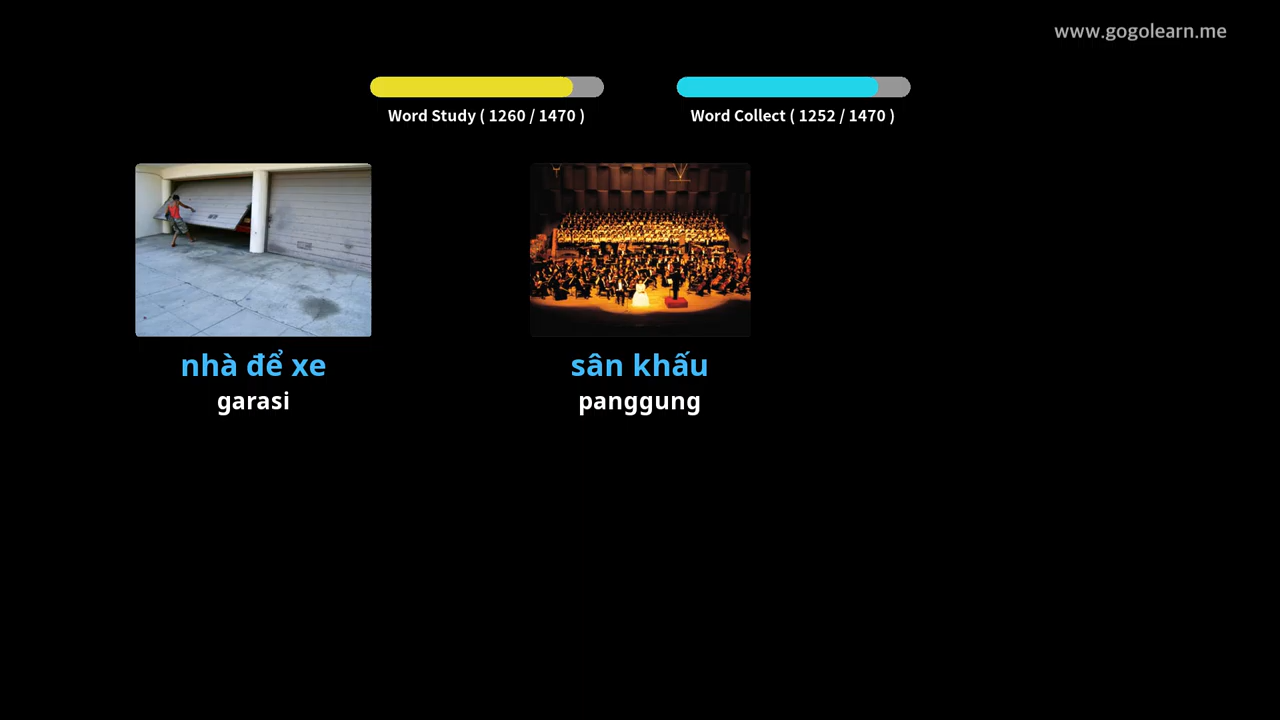 www.gogolearn.me
Word Study ( 1260 / 1470 )
Word Collect ( 1252 / 1470 )
nhà để xe
garasi
sân khấu
panggung